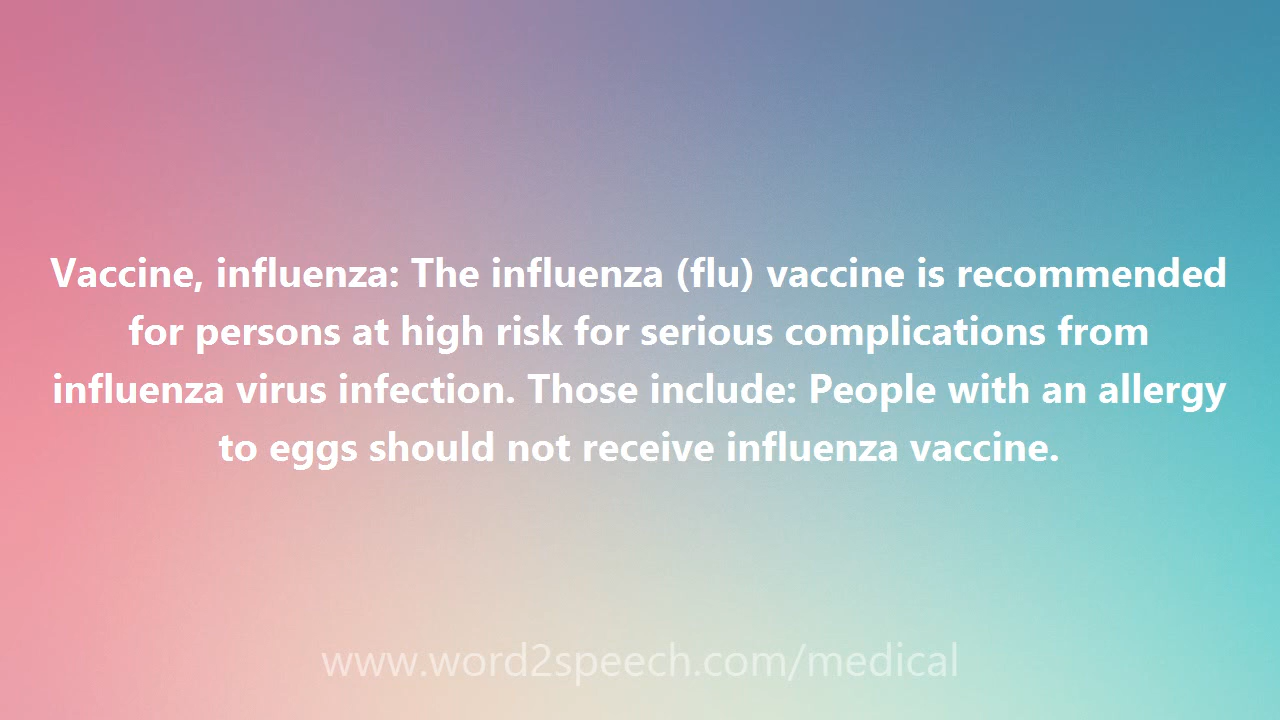 Vaccine, influenza: The influenza (flu) vaccine is recommended
for persons at high risk for serious complications from
influenza virus infection. Those include: People with an allergy
to eggs should not receive influenza vaccine.
www.word2speech.com/medical